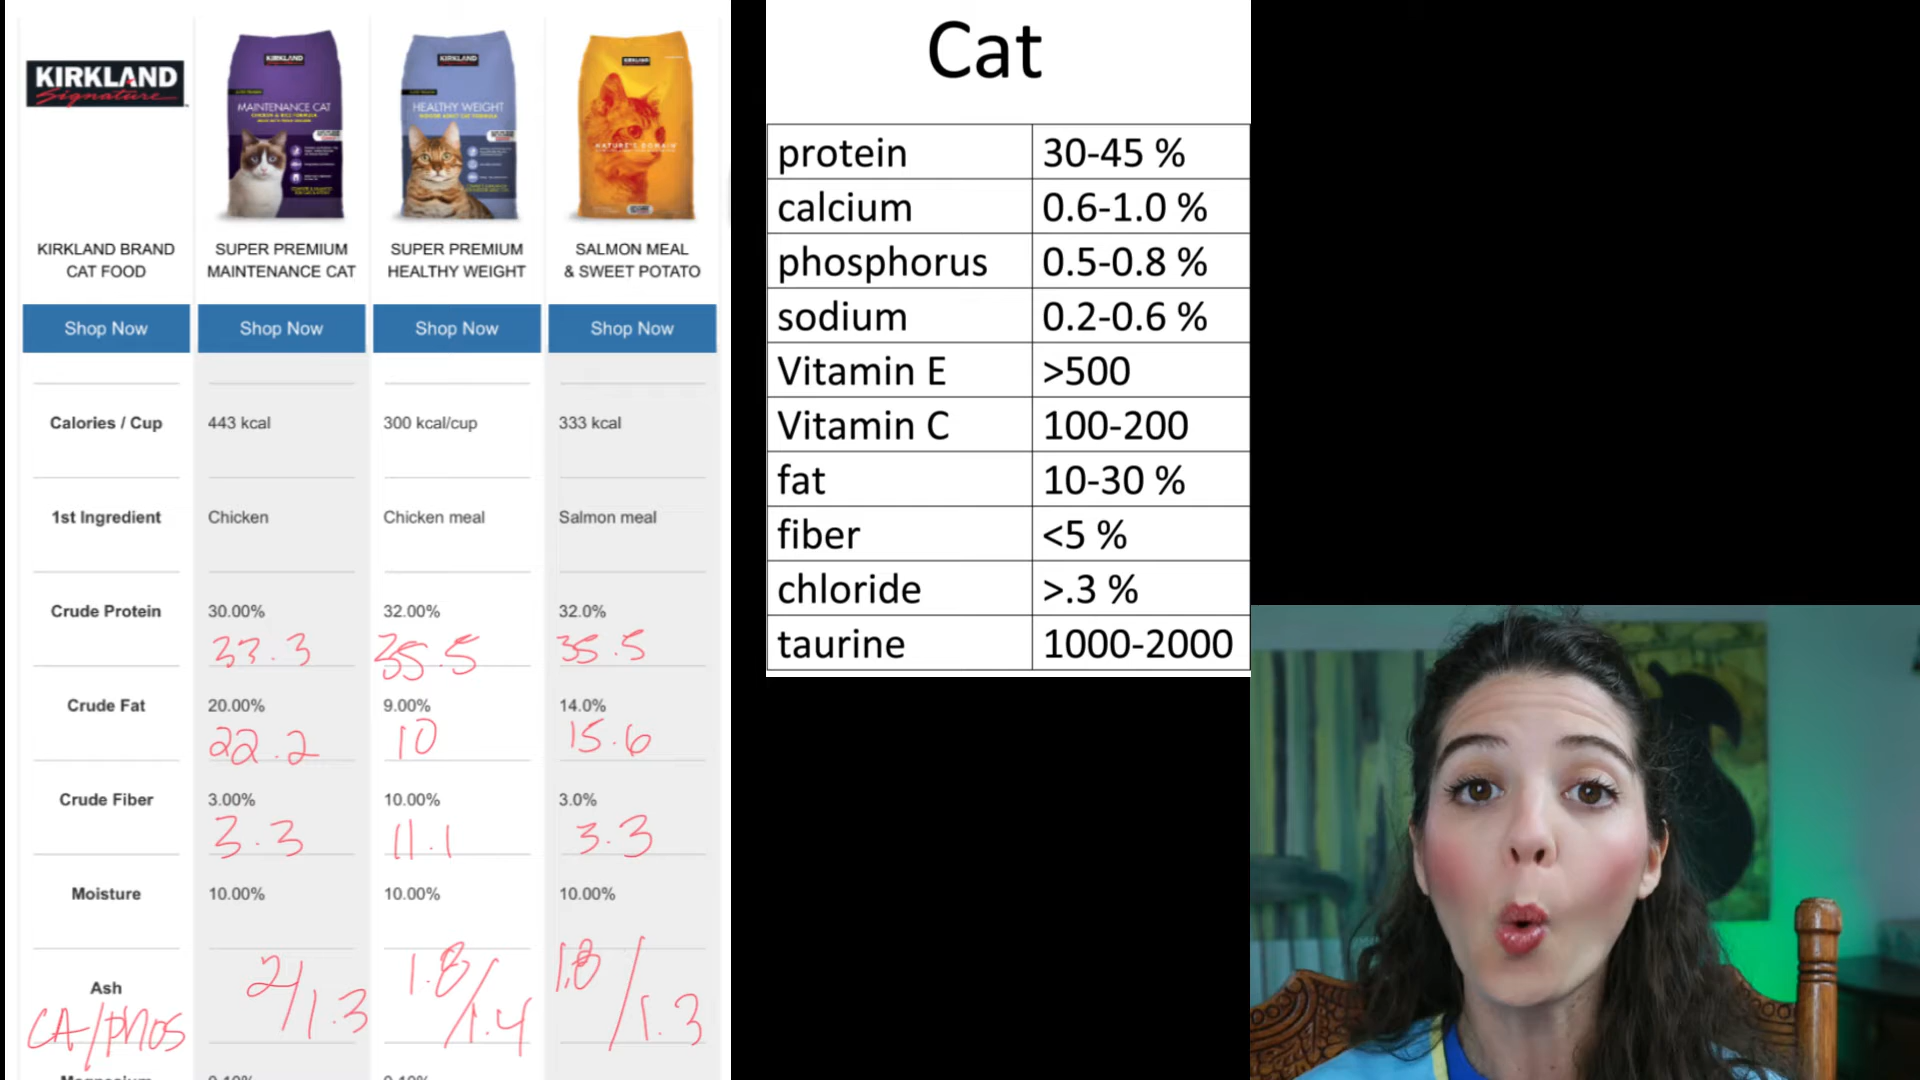 KIRKLAND
Signature
KIRKLAND
MAINTENANCE CAT
CHICKEN & RICE FORMULA
KIRKLAND
HEALTHY WEIGHT
KIRKLAND
NATURE'S DOMAIN
KIRKLAND BRAND
CAT FOOD
SUPER PREMIUM
MAINTENANCE CAT
SUPER PREMIUM
HEALTHY WEIGHT
SALMON MEAL
& SWEET POTATO
Shop Now Shop Now Shop Now Shop Now
Calories / Cup 443 kcal 300 kcal/cup 333 kcal
1st Ingredient Chicken Chicken meal Salmon meal
Crude Protein 30.00% 32.00% 32.0%
33.3 35.5 35.5
Crude Fat 20.00% 9.00% 14.0%
22.2 10 15.6
Crude Fiber 3.00% 10.00% 3.0%
3.3 11.1 3.3
Moisture 10.00% 10.00% 10.00%
Ash
CA/phos 2/1.3 1.8/1.4 1.8/1.3
Cat
protein 30-45 %
calcium 0.6-1.0 %
phosphorus 0.5-0.8 %
sodium 0.2-0.6 %
Vitamin E >500
Vitamin C 100-200
fat 10-30 %
fiber <5 %
chloride >.3 %
taurine 1000-2000